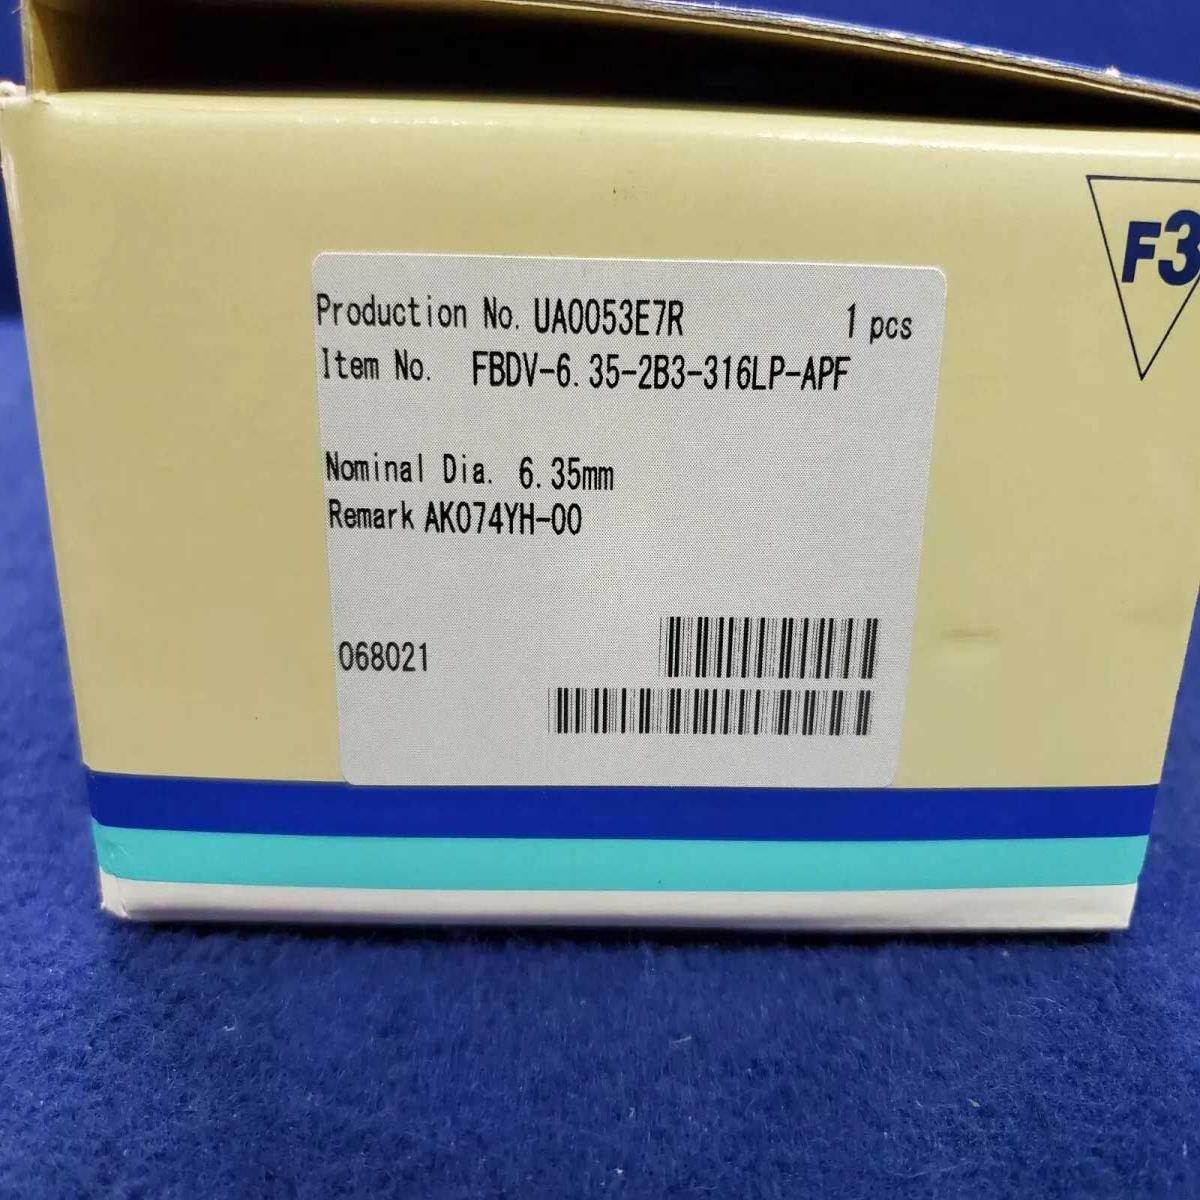 F3
Production No. UA0053E7R 1 pcs
Item No. FBDV-6.35-2B3-316LP-APF
Nominal Dia. 6.35mm
Remark AK074YH-00
068021